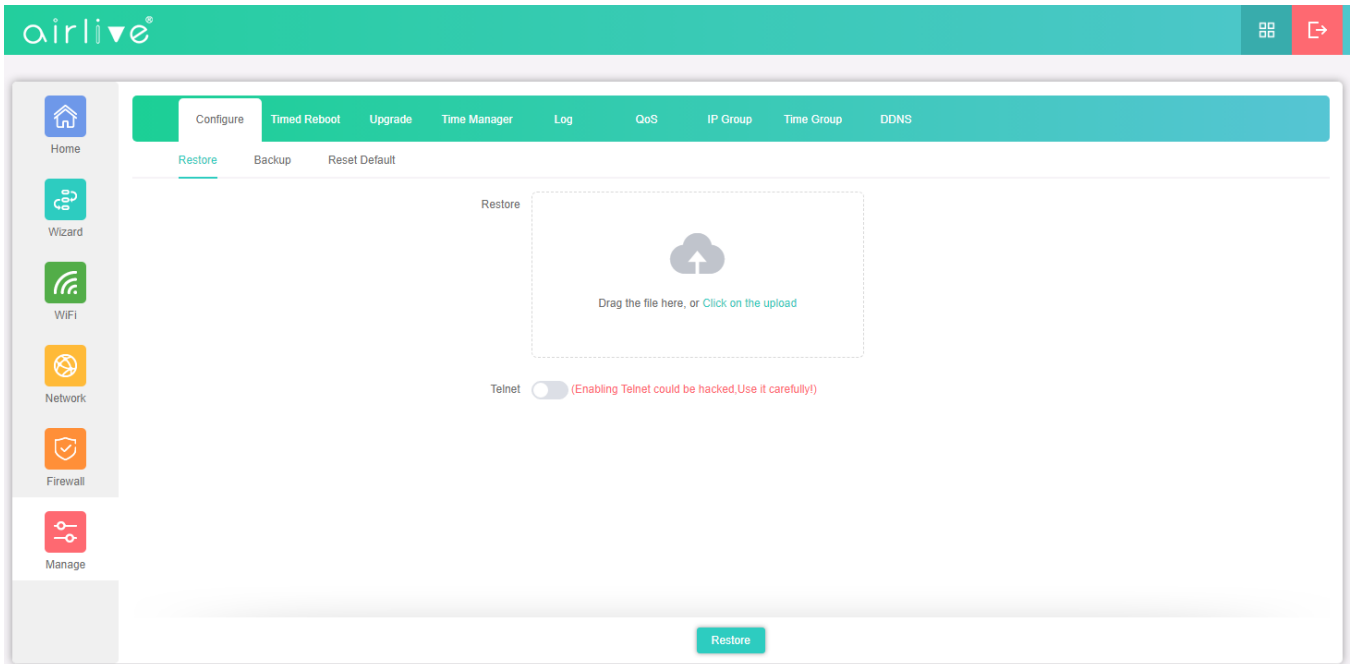 airlive®
Home
Wizard
WiFi
Network
Firewall
Manage
Configure Timed Reboot Upgrade Time Manager Log QoS IP Group Time Group DDNS
Restore Backup Reset Default
Restore
Drag the file here, or Click on the upload
Telnet (Enabling Telnet could be hacked,Use it carefully!)
Restore